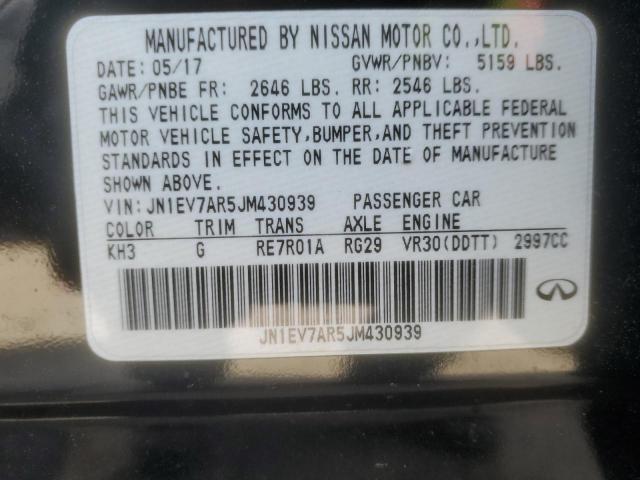 MANUFACTURED BY NISSAN MOTOR CO.,LTD.
DATE: 05/17 GVWR/PNBV: 5159 LBS.
GAWR/PNBE FR: 2646 LBS. RR: 2546 LBS.
THIS VEHICLE CONFORMS TO ALL APPLICABLE FEDERAL
MOTOR VEHICLE SAFETY,BUMPER,AND THEFT PREVENTION
STANDARDS IN EFFECT ON THE DATE OF MANUFACTURE
SHOWN ABOVE.
VIN: JN1EV7AR5JM430939 PASSENGER CAR
COLOR TRIM TRANS AXLE ENGINE
KH3 G RE7R01A RG29 VR30(DDTT) 2997CC
JN1EV7AR5JM430939